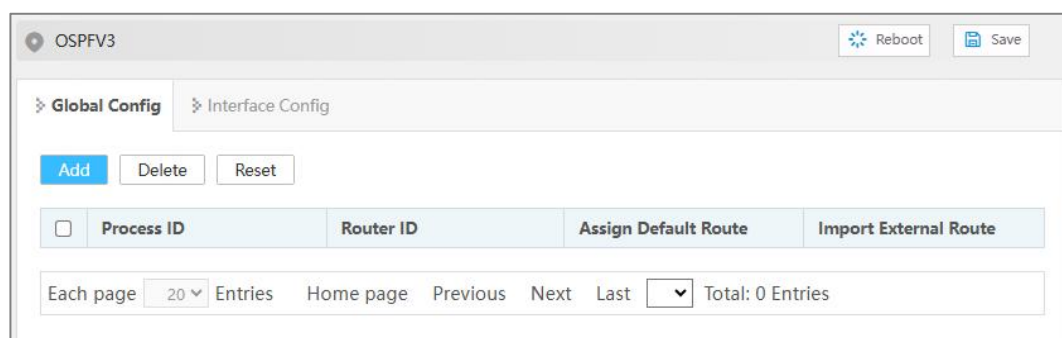 OSPFV3 Reboot Save
Global Config Interface Config
Add Delete Reset
Process ID Router ID Assign Default Route Import External Route
Each page 20 Entries Home page Previous Next Last Total: 0 Entries